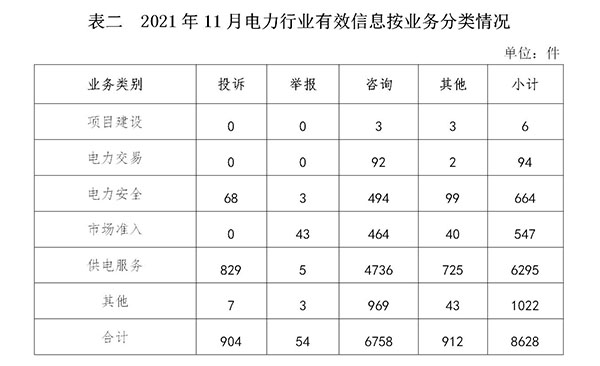 表二 2021 年 11 月电力行业有效信息按业务分类情况
单位：件
业务类别 投诉 举报 咨询 其他 小计
项目建设 0 0 3 3 6
电力交易 0 0 92 2 94
电力安全 68 3 494 99 664
市场准入 0 43 464 40 547
供电服务 829 5 4736 725 6295
其他 7 3 969 43 1022
合计 904 54 6758 912 8628